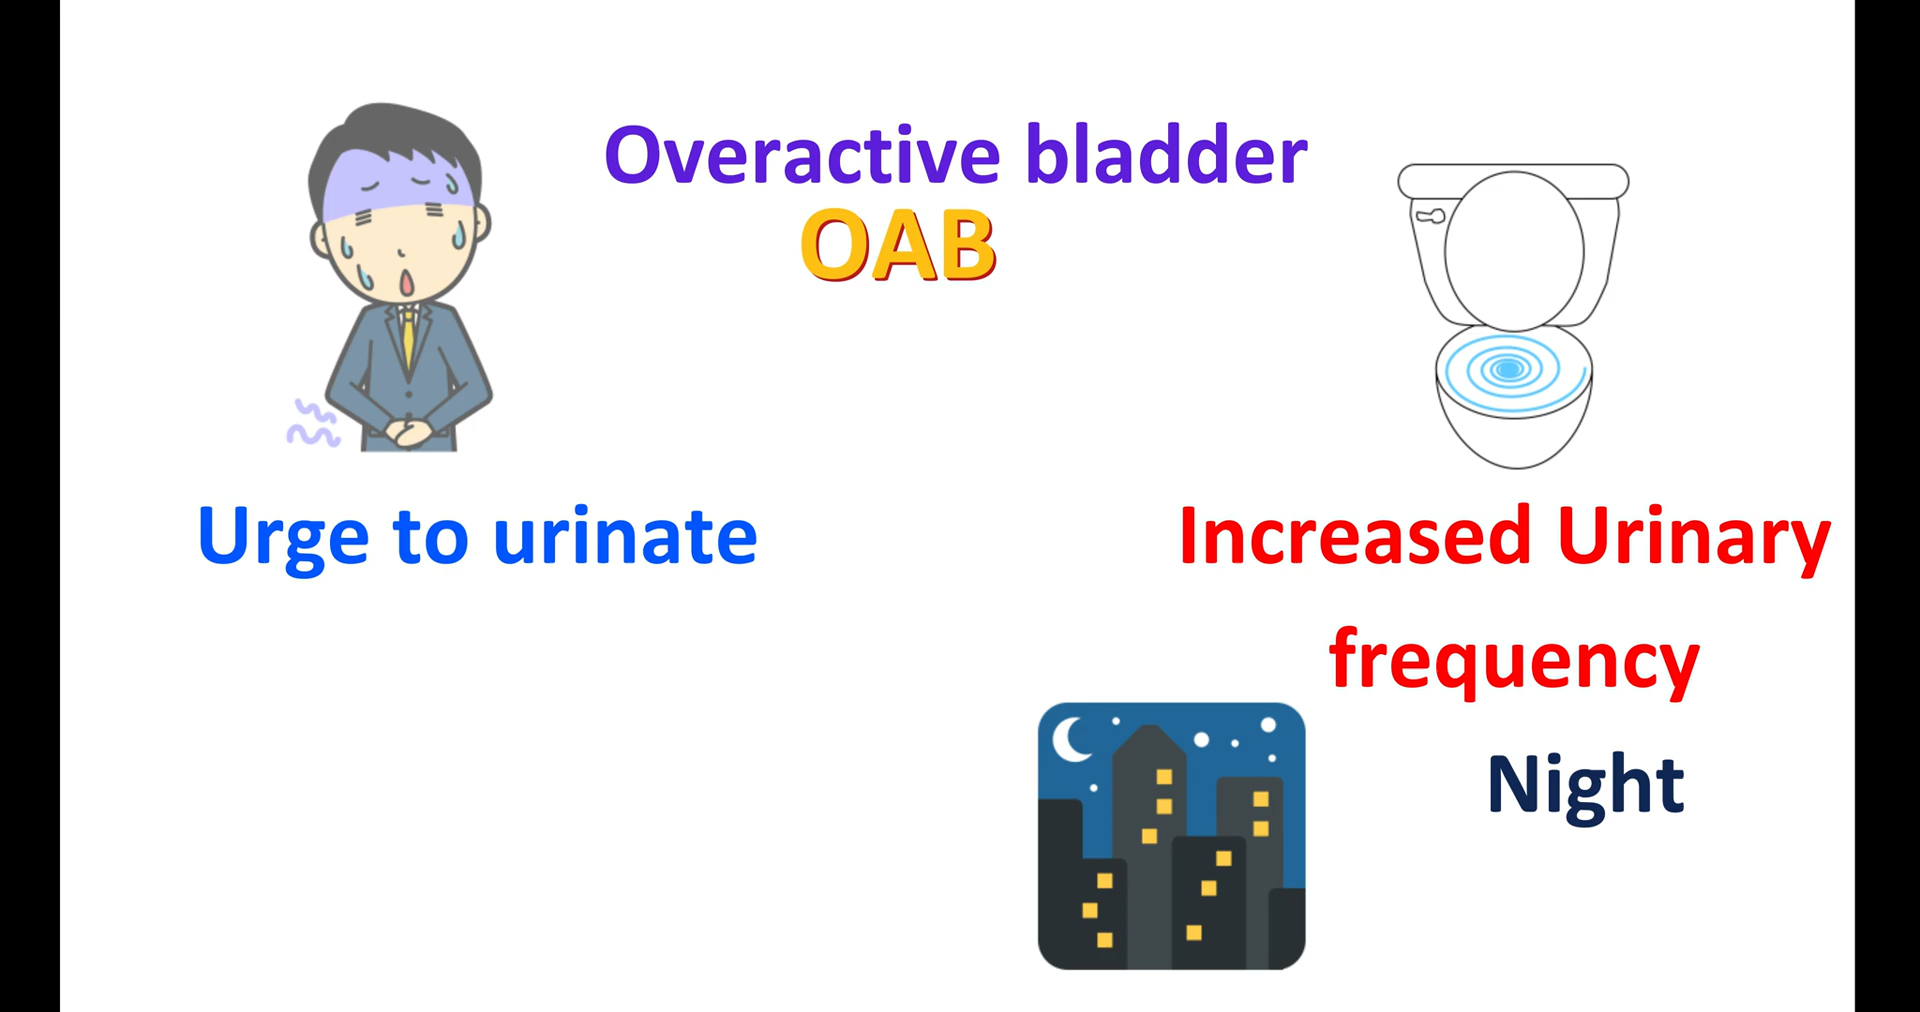 Overactive bladder
OAB
Urge to urinate
Increased Urinary
frequency
Night